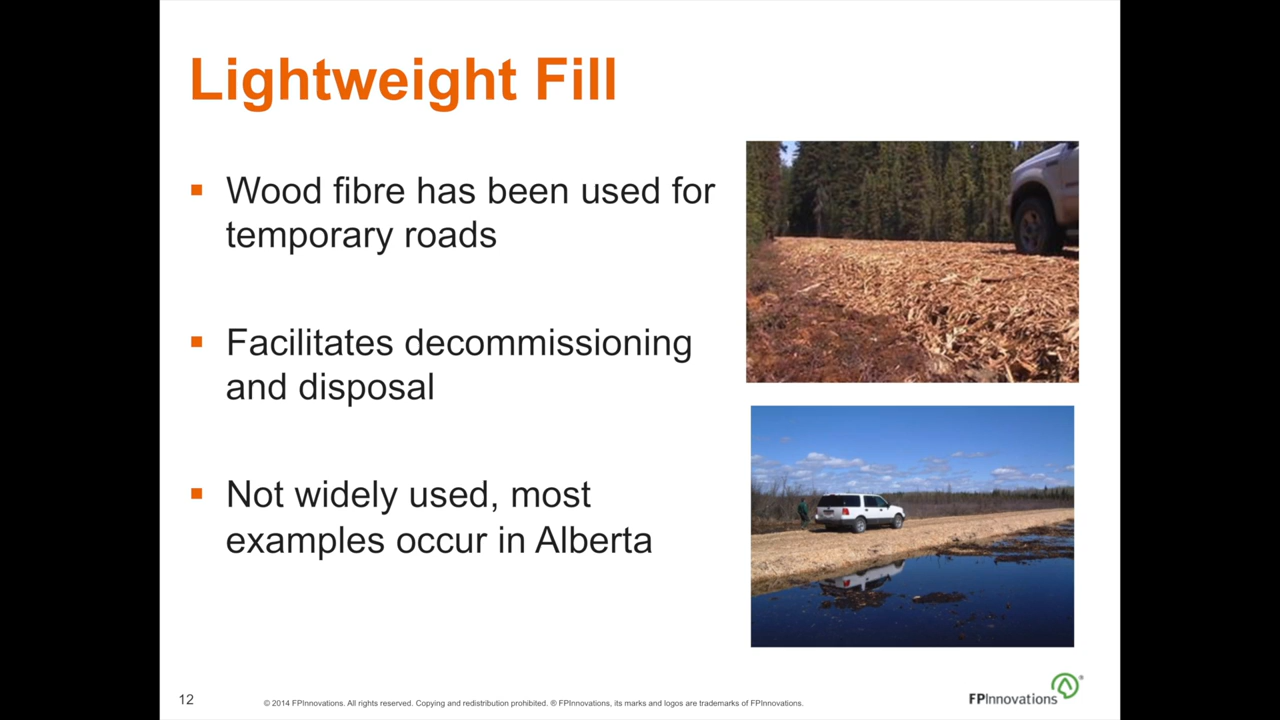 Lightweight Fill
▪ Wood fibre has been used for
temporary roads
▪ Facilitates decommissioning
and disposal
▪ Not widely used, most
examples occur in Alberta
12
© 2014 FPInnovations. All rights reserved. Copying and redistribution prohibited. ® FPInnovations, its marks and logos are trademarks of FPInnovations.
FPInnovations®